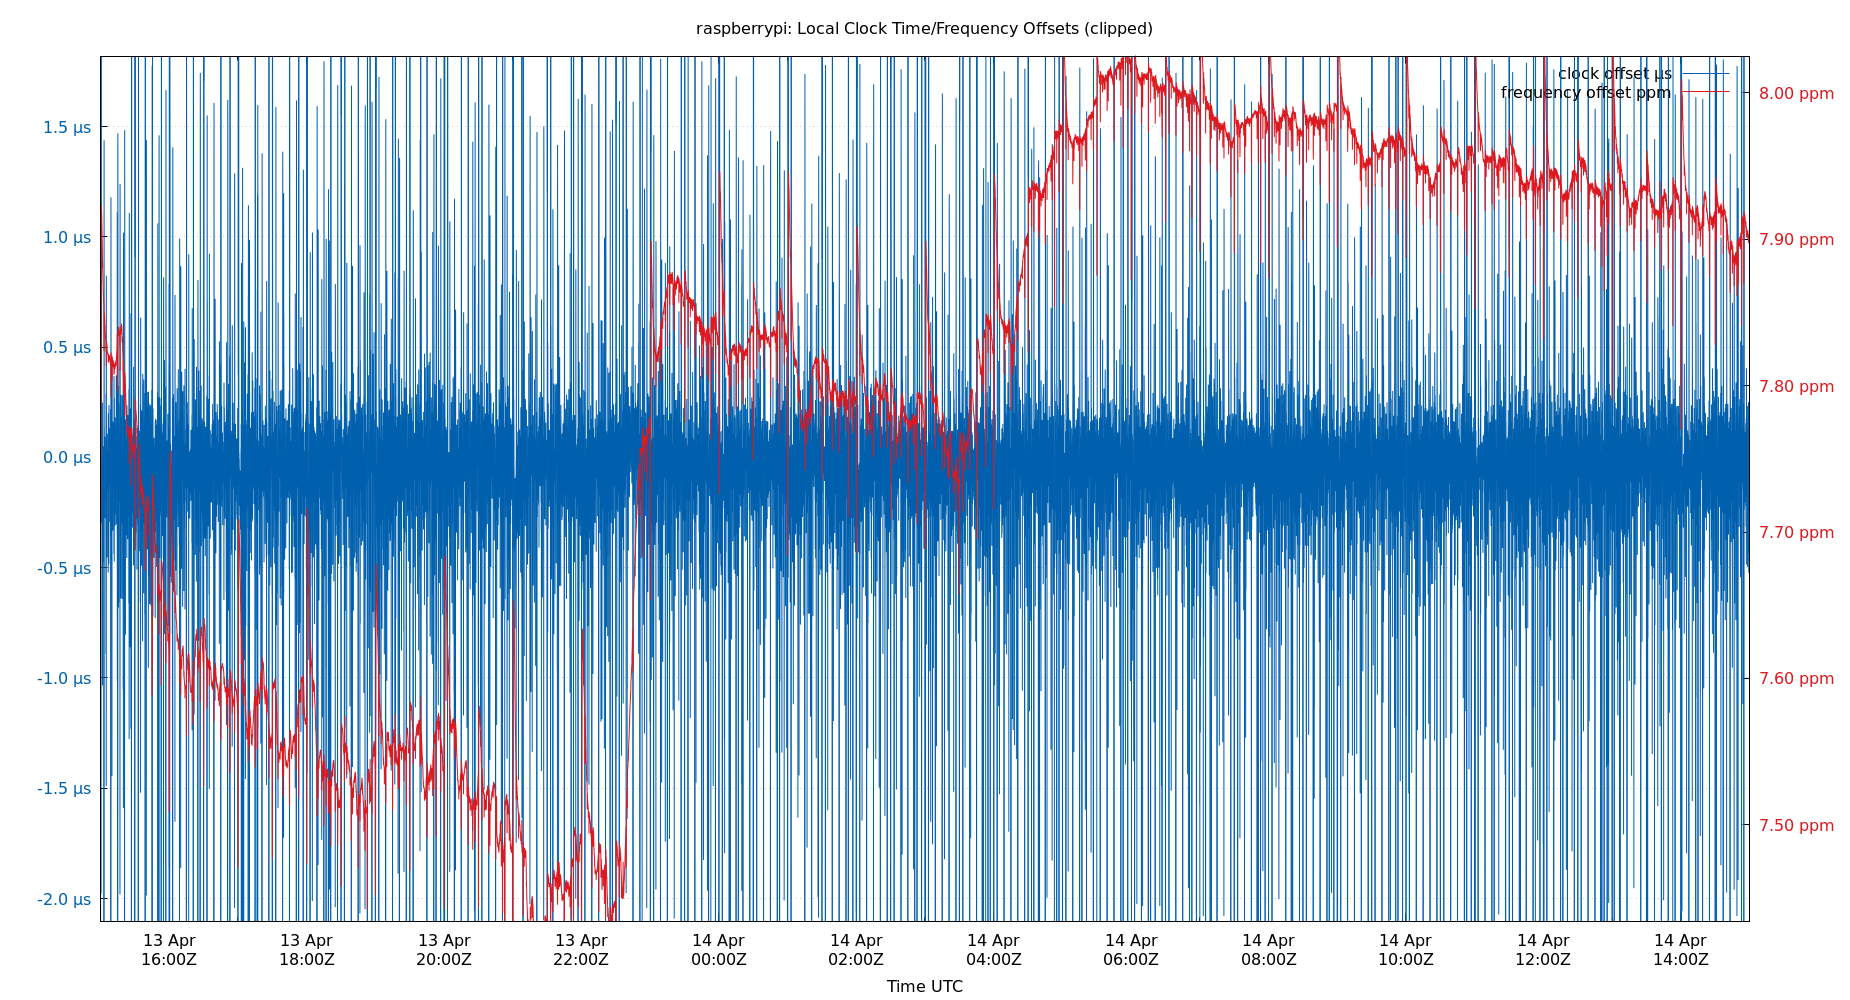 raspberrypi: Local Clock Time/Frequency Offsets (clipped)
clock offset µs
frequency offset ppm
1.5 µs
1.0 µs
0.5 µs
0.0 µs
-0.5 µs
-1.0 µs
-1.5 µs
-2.0 µs
8.00 ppm
7.90 ppm
7.80 ppm
7.70 ppm
7.60 ppm
7.50 ppm
13 Apr
16:00Z
13 Apr
18:00Z
13 Apr
20:00Z
13 Apr
22:00Z
14 Apr
00:00Z
14 Apr
02:00Z
14 Apr
04:00Z
14 Apr
06:00Z
14 Apr
08:00Z
14 Apr
10:00Z
14 Apr
12:00Z
14 Apr
14:00Z
Time UTC